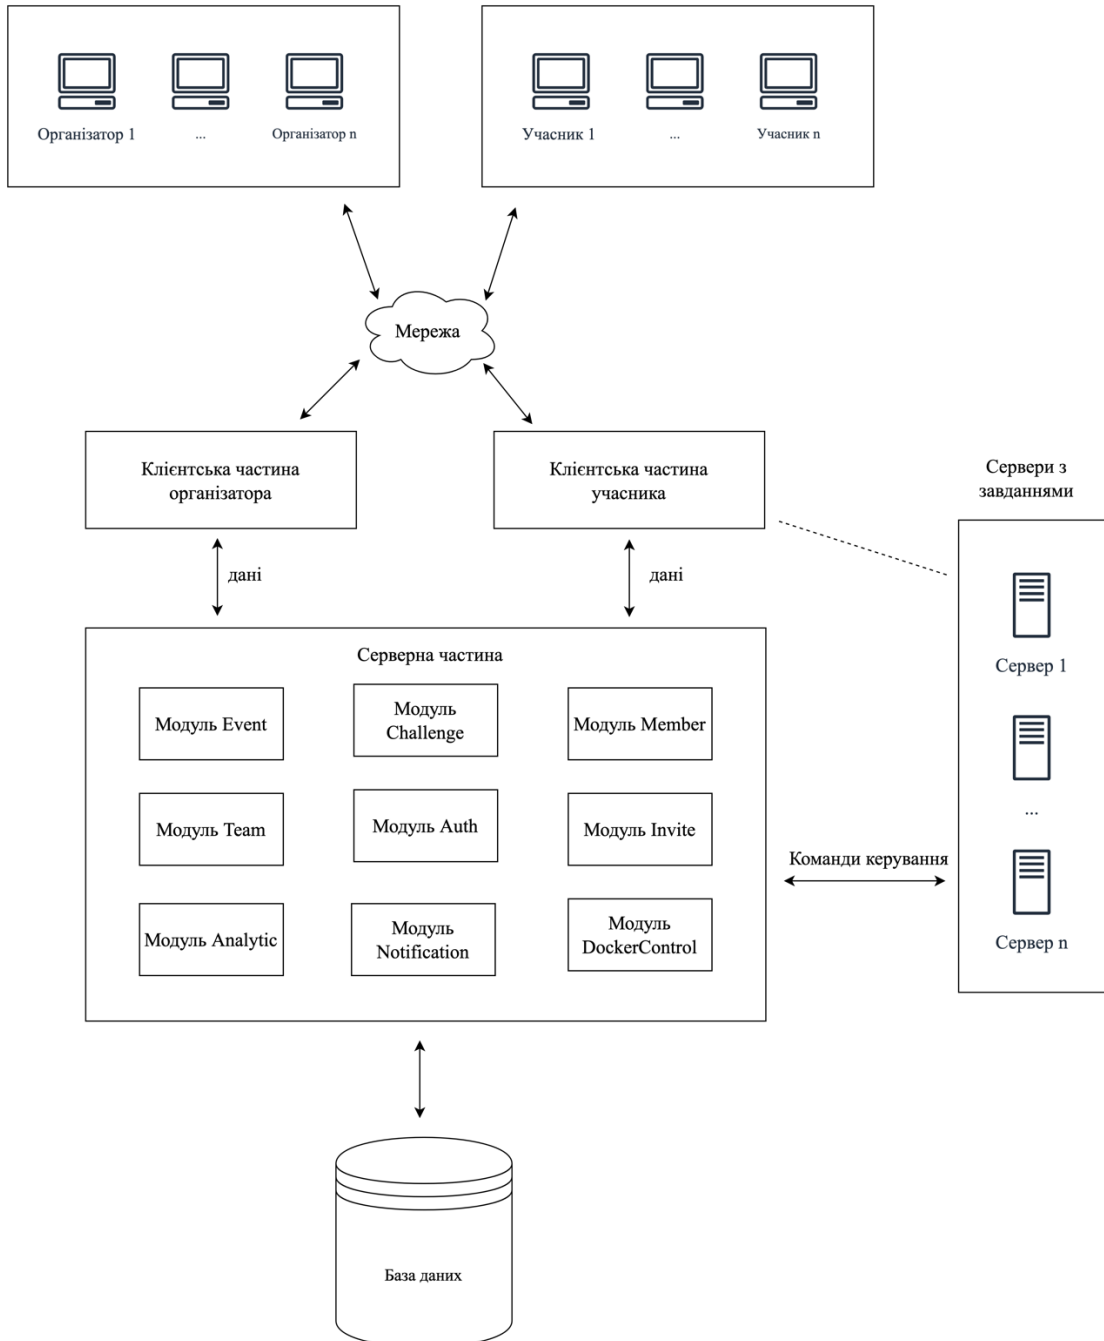 Організатор 1
...
Організатор n
Учасник 1
...
Учасник n
Мережа
Клієнтська частина
організатора
Клієнтська частина
учасника
Сервери з
завданнями
дані
дані
Сервер 1
...
Сервер n
Серверна частина
Модуль Event
Модуль
Challenge
Модуль Member
Модуль Team
Модуль Auth
Модуль Invite
Модуль Analytic
Модуль
Notification
Модуль
DockerControl
Команди керування
База даних